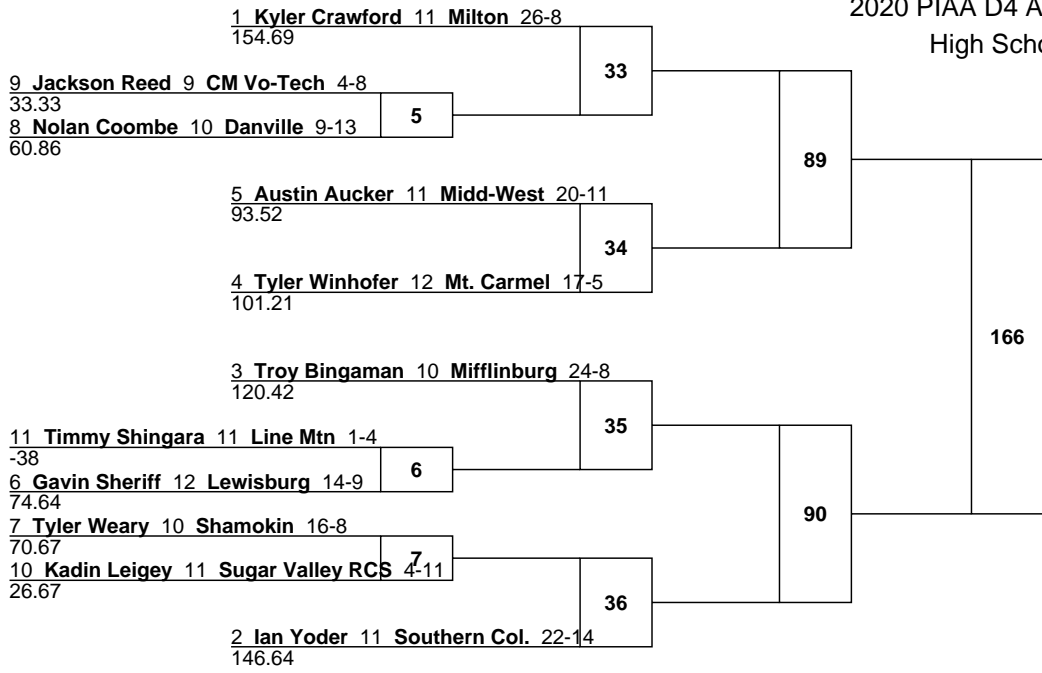 2020 PIAA D4 A
High Scho
1 Kyler Crawford 11 Milton 26-8
154.69
33
9 Jackson Reed 9 CM Vo-Tech 4-8
33.33
5
8 Nolan Coombe 10 Danville 9-13
60.86
89
5 Austin Aucker 11 Midd-West 20-11
93.52
34
4 Tyler Winhofer 12 Mt. Carmel 17-5
101.21
166
3 Troy Bingaman 10 Mifflinburg 24-8
120.42
35
11 Timmy Shingara 11 Line Mtn 1-4
-38
6
6 Gavin Sheriff 12 Lewisburg 14-9
74.64
90
7 Tyler Weary 10 Shamokin 16-8
70.67
7
10 Kadin Leigey 11 Sugar Valley RCS 4-11
26.67
36
2 Ian Yoder 11 Southern Col. 22-14
146.64